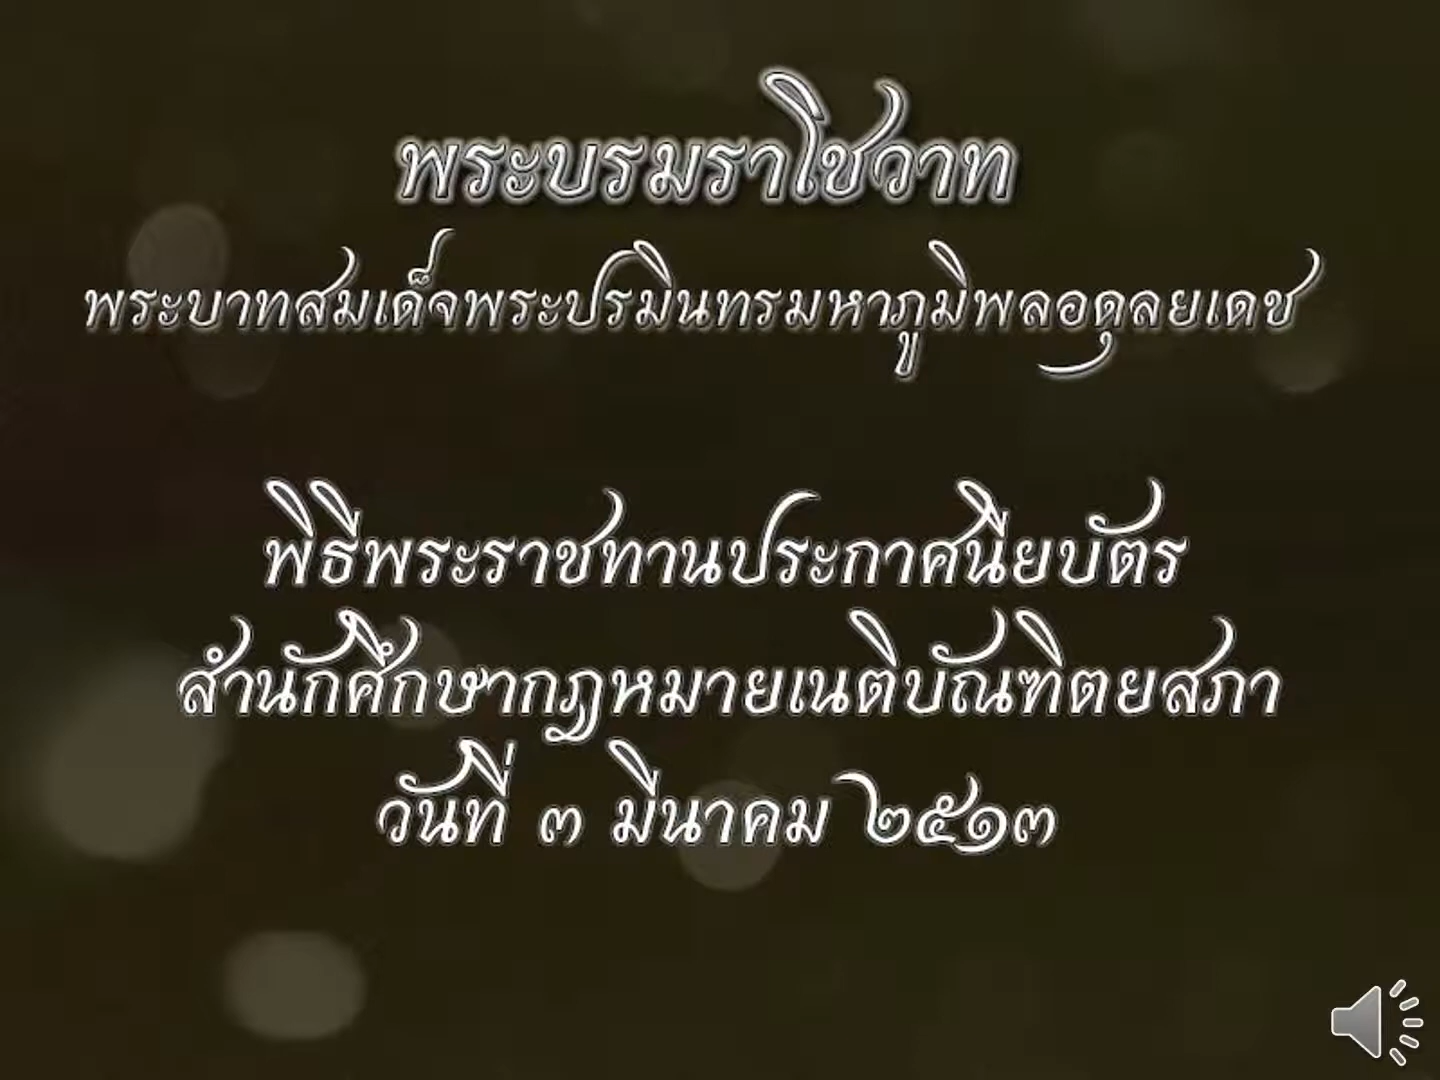 พระบรมราโชวาท
พระบาทสมเด็จพระปรมินทรมหาภูมิพลอดุลยเดช
พิธีพระราชทานประกาศนียบัตร
สำนักศึกษากฎหมายเนติบัณฑิตยสภา
วันที่ ๓ มีนาคม ๒๕๑๓